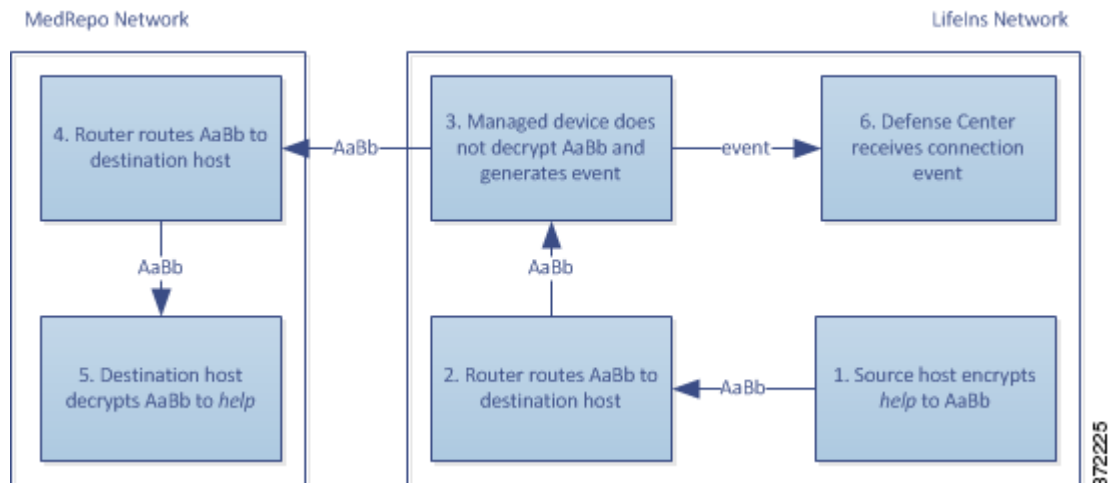 MedRepo Network
LifeIns Network
4. Router routes AaBb to
destination host
AaBb
3. Managed device does
not decrypt AaBb and
generates event
event
6. Defense Center
receives connection
event
AaBb
AaBb
5. Destination host
decrypts AaBb to help
2. Router routes AaBb to
destination host
AaBb
1. Source host encrypts
help to AaBb
372225